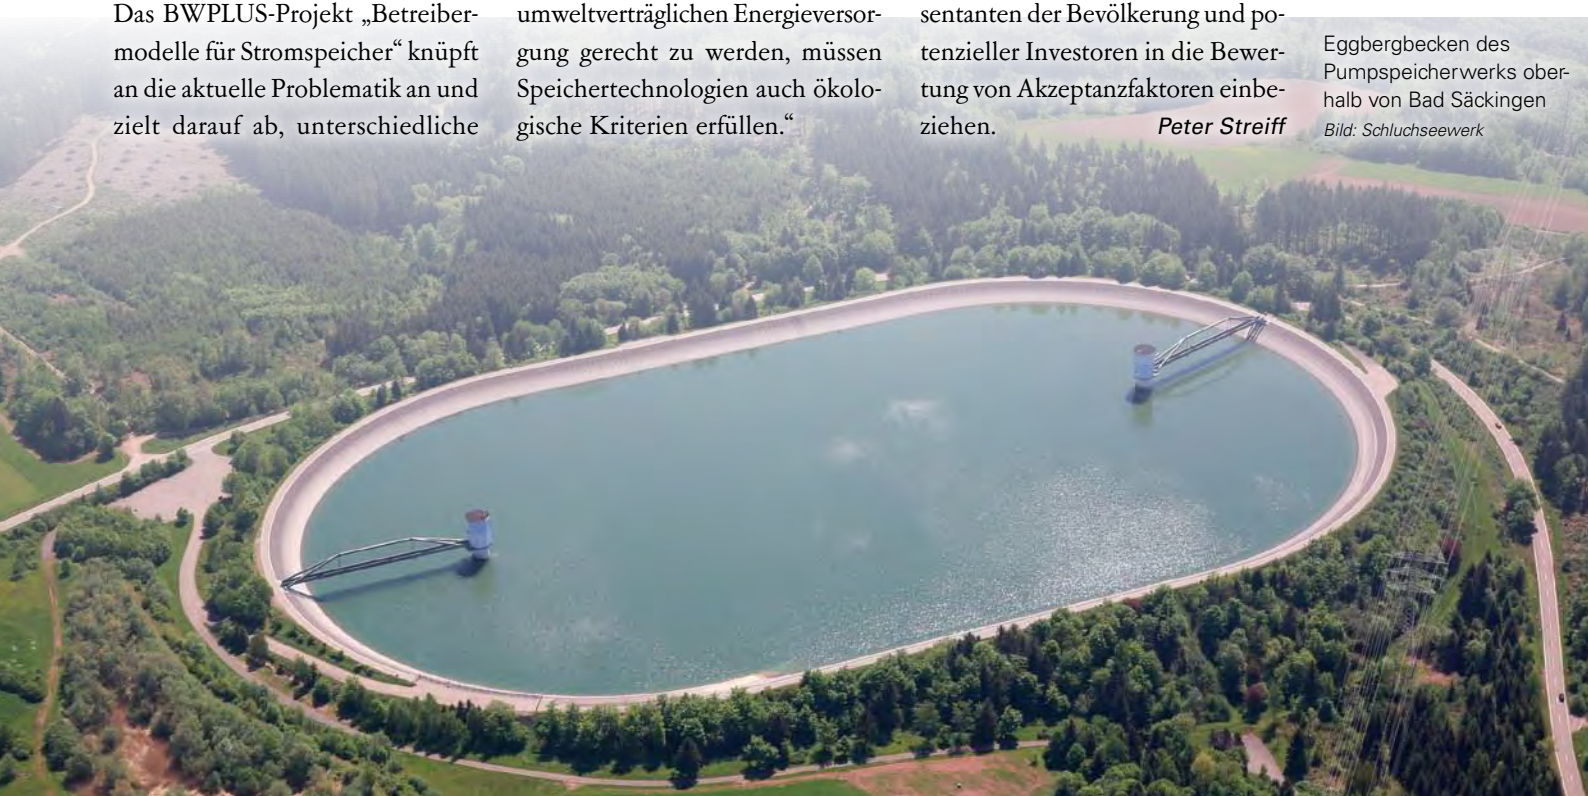 Das BWPLUS-Projekt „Betreiber-
modelle für Stromspeicher“ knüpft
an die aktuelle Problematik an und
zielt darauf ab, unterschiedliche
umweltverträglichen Energieversor-
gung gerecht zu werden, müssen
Speichertechnologien auch ökolo-
gische Kriterien erfüllen.“
sentanten der Bevölkerung und po-
tenzieller Investoren in die Bewer-
tung von Akzeptanzfaktoren einbe-
ziehen. Peter Streiff
Eggbergbecken des
Pumpspeicherwerks ober-
halb von Bad Säckingen
Bild: Schluchseewerk